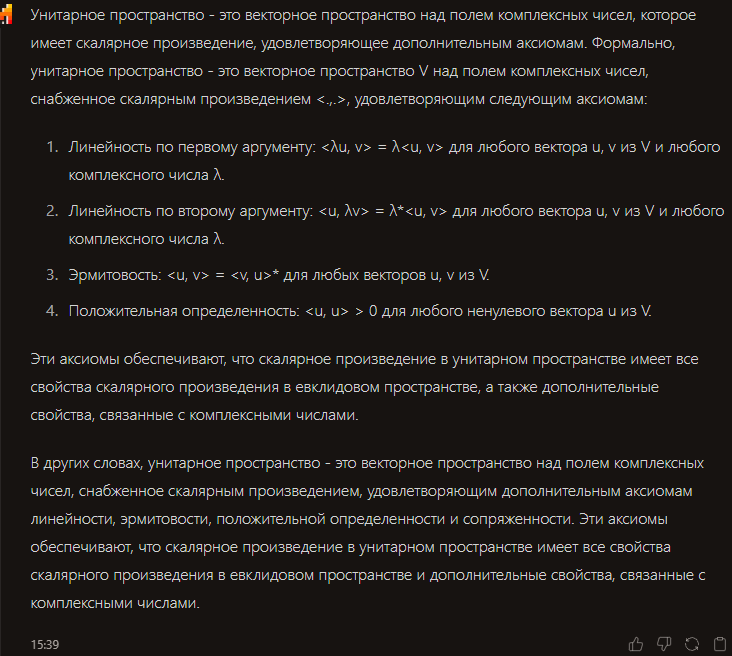 Унитарное пространство - это векторное пространство над полем комплексных чисел, которое
имеет скалярное произведение, удовлетворяющее дополнительным аксиомам. Формально,
унитарное пространство - это векторное пространство V над полем комплексных чисел,
снабженное скалярным произведением <.,.>, удовлетворяющим следующим аксиомам:
1. Линейность по первому аргументу: <λu, v> = λ<u, v> для любого вектора u, v из V и любого
комплексного числа λ.
2. Линейность по второму аргументу: <u, λv> = λ*<u, v> для любого вектора u, v из V и любого
комплексного числа λ.
3. Эрмитовость: <u, v> = <v, u>* для любых векторов u, v из V.
4. Положительная определенность: <u, u> > 0 для любого ненулевого вектора u из V.
Эти аксиомы обеспечивают, что скалярное произведение в унитарном пространстве имеет все
свойства скалярного произведения в евклидовом пространстве, а также дополнительные
свойства, связанные с комплексными числами.
В других словах, унитарное пространство - это векторное пространство над полем комплексных
чисел, снабженное скалярным произведением, удовлетворяющим дополнительным аксиомам
линейности, эрмитовости, положительной определенности и сопряженности. Эти аксиомы
обеспечивают, что скалярное произведение в унитарном пространстве имеет все свойства
скалярного произведения в евклидовом пространстве и дополнительные свойства, связанные с
комплексными числами.
15:39